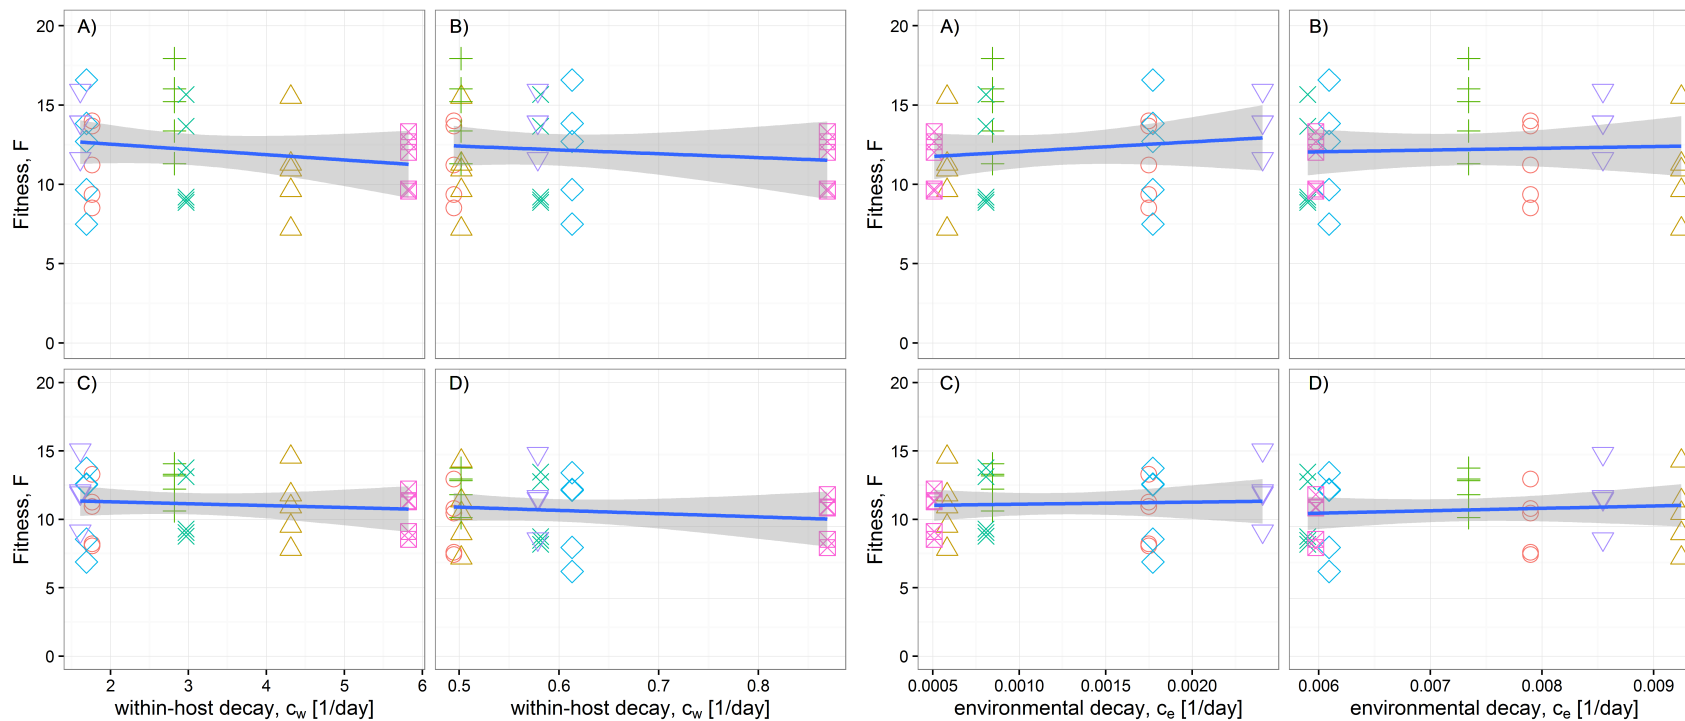 A) B) A) B)
20 20
15 15
10 10
5 5
0 0
Fitness, F Fitness, F
C) D) C) D)
20 20
15 15
10 10
5 5
0 0
Fitness, F Fitness, F
2 3 4 5 6 0.5 0.6 0.7 0.8 0.0005 0.0010 0.0015 0.0020 0.006 0.007 0.008 0.009
within-host decay, cw [1/day] within-host decay, cw [1/day] environmental decay, ce [1/day] environmental decay, ce [1/day]